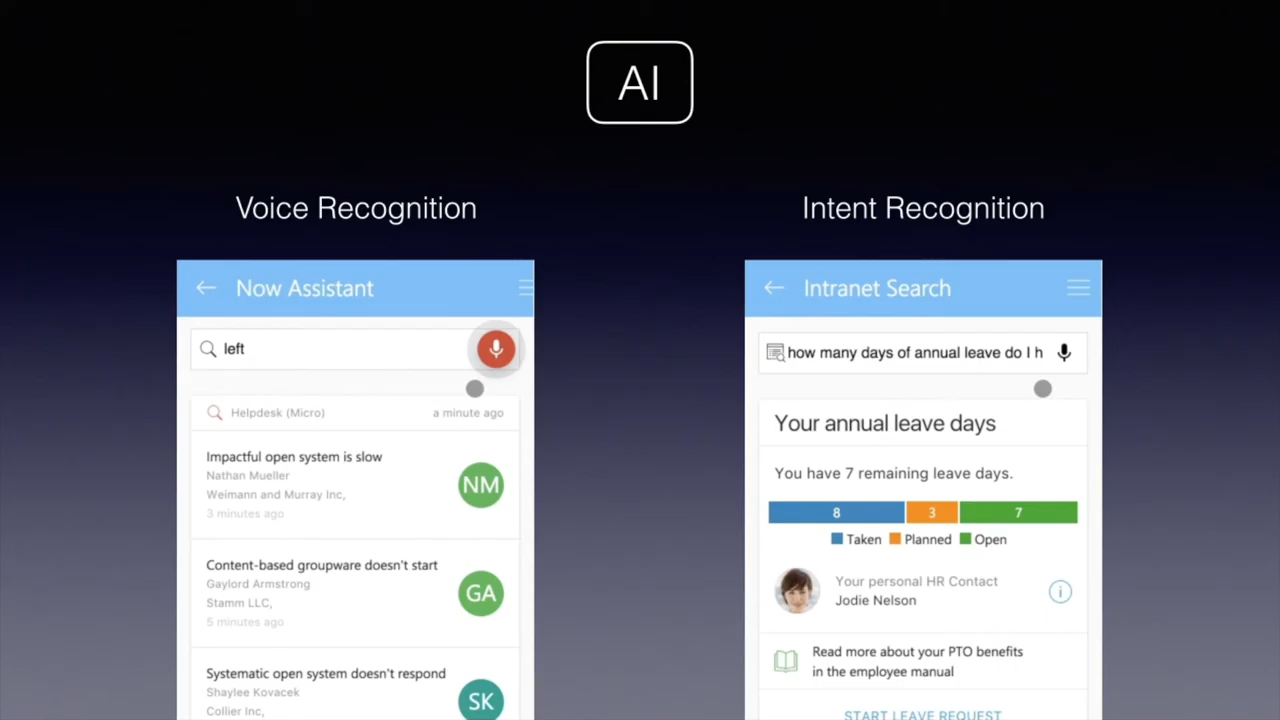 AI
Voice Recognition
Now Assistant
left
Helpdesk (Micro) a minute ago
Impactful open system is slow
Nathan Mueller
Weimann and Murray Inc,
3 minutes ago
NM
Content-based groupware doesn't start
Gaylord Armstrong
Stamm LLC,
5 minutes ago
GA
Systematic open system doesn't respond
Shaylee Kovacek
Collier Inc,
SK
Intent Recognition
Intranet Search
how many days of annual leave do I h
Your annual leave days
You have 7 remaining leave days.
8 3 7
Taken Planned Open
Your personal HR Contact
Jodie Nelson
i
Read more about your PTO benefits
in the employee manual
START LEAVE REQUEST